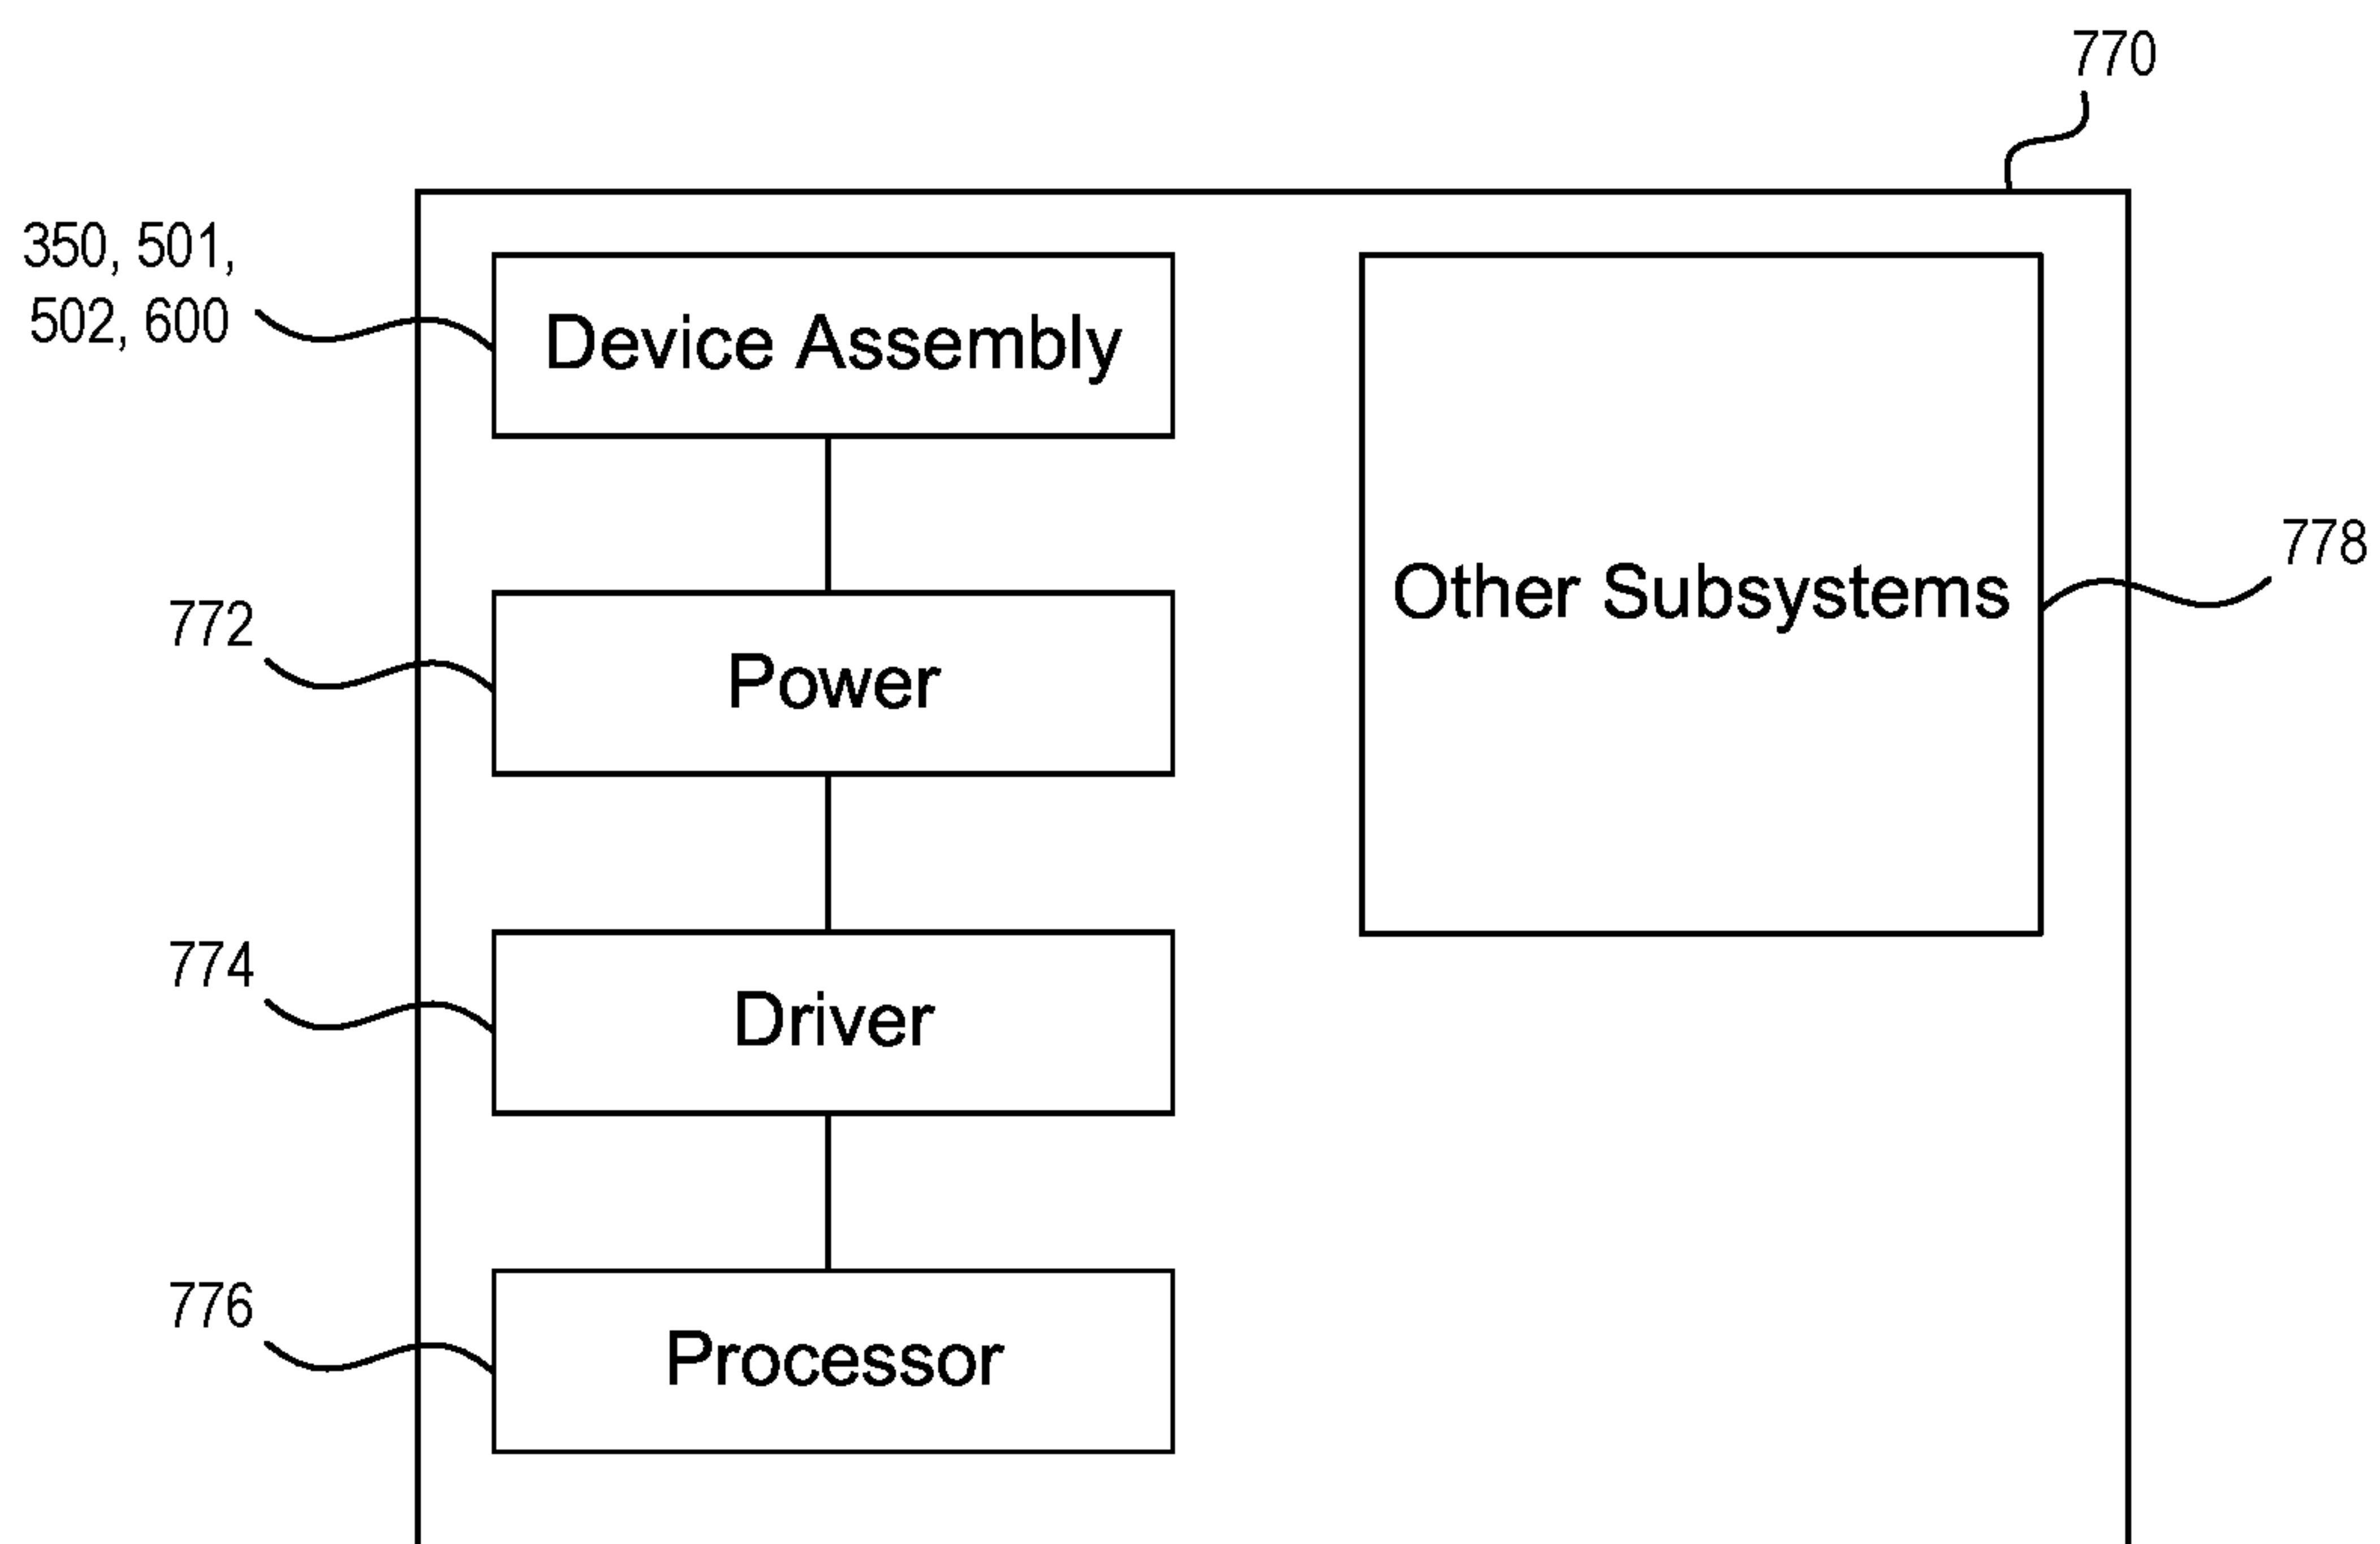 770
350, 501,
502, 600
Device Assembly
Other Subsystems
778
772
Power
774
Driver
776
Processor